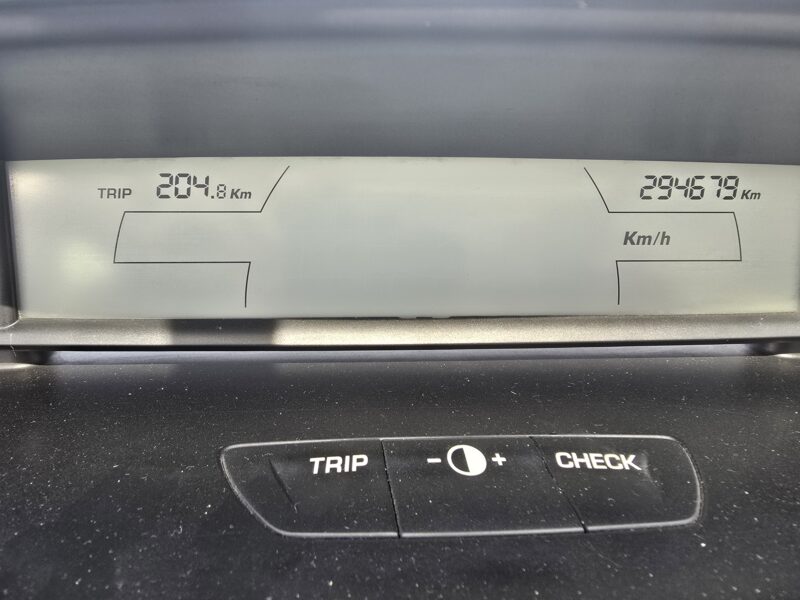 TRIP 204.8 Km
294679 Km
Km/h
TRIP - + CHECK